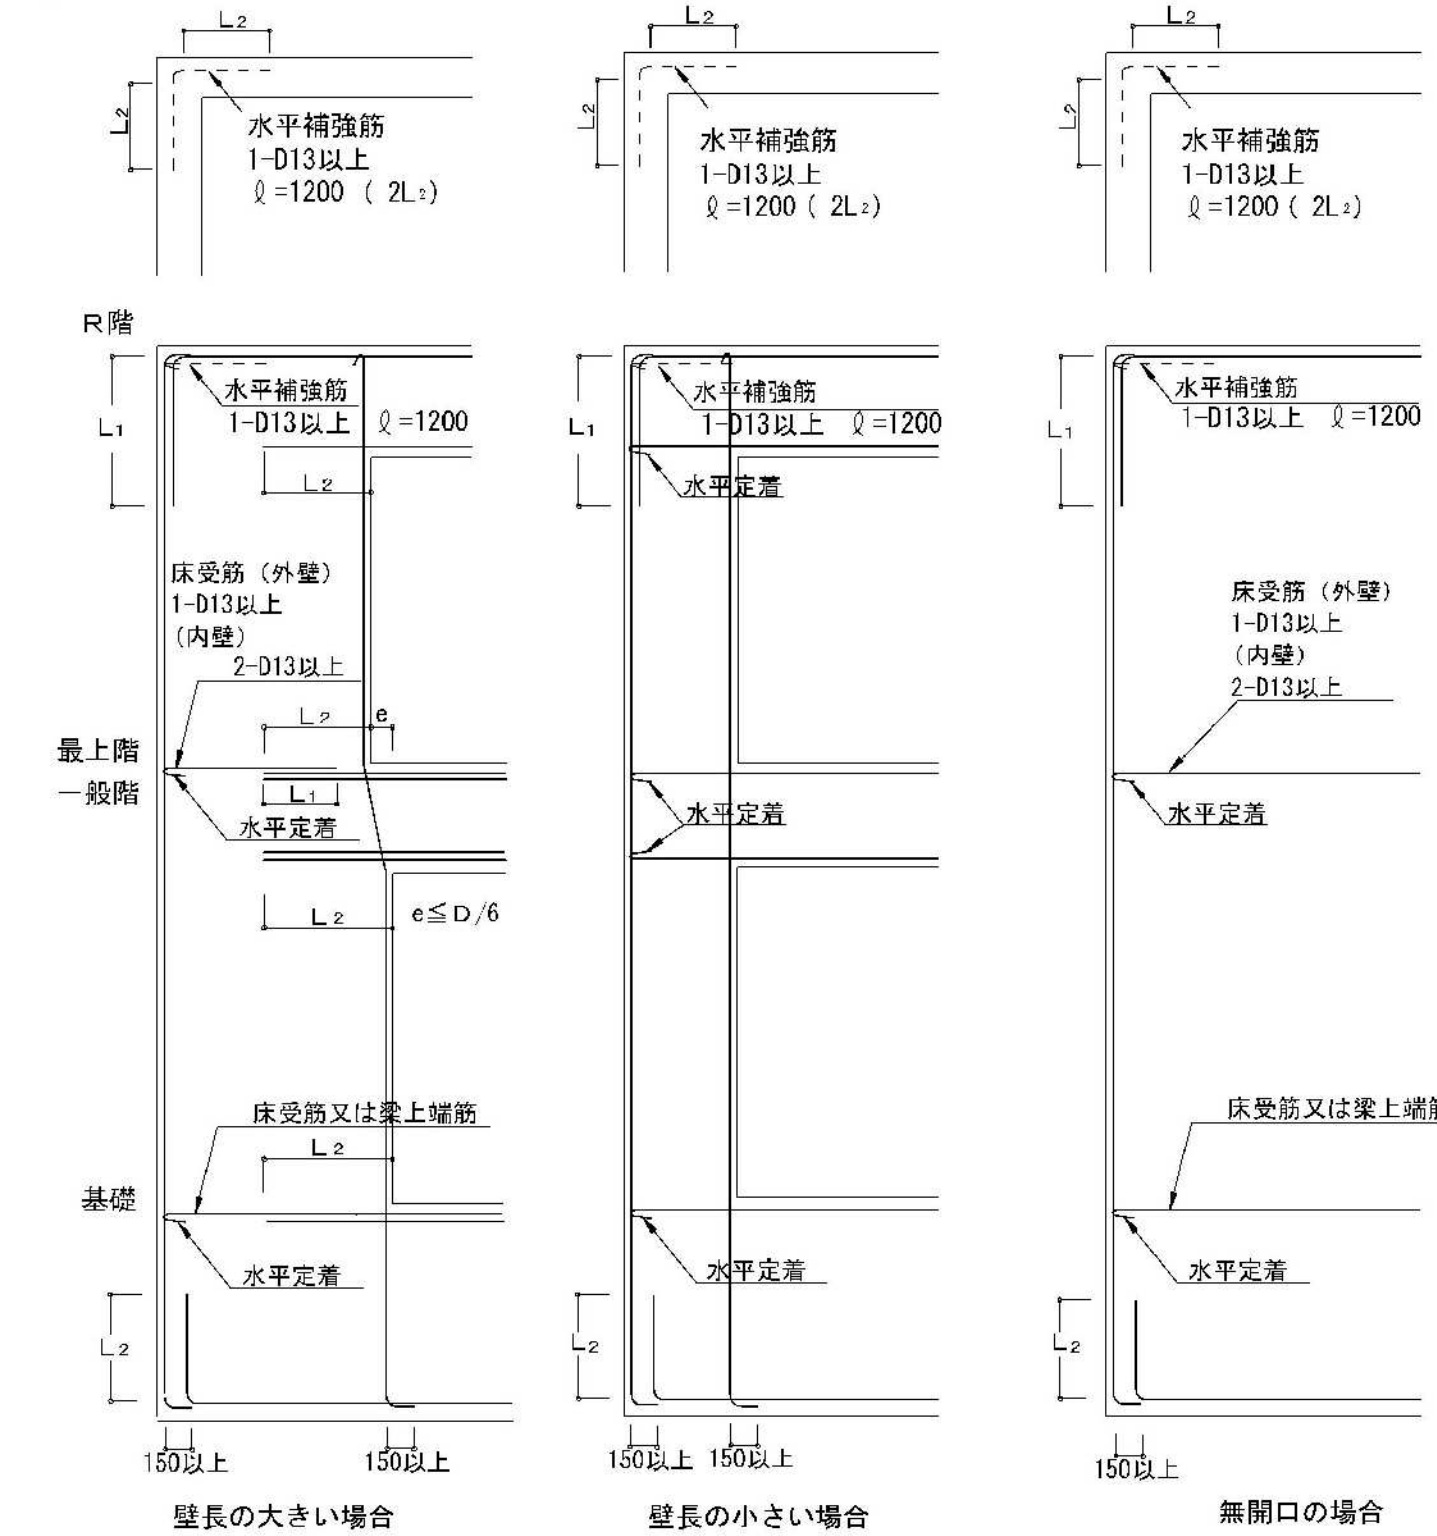 L2
L2
水平補強筋
1-D13以上
ℓ=1200 ( 2L2)
L2
L2
水平補強筋
1-D13以上
ℓ=1200 ( 2L2)
L2
L2
水平補強筋
1-D13以上
ℓ=1200 ( 2L2)
R階
L1
水平補強筋
1-D13以上 ℓ=1200
L2
床受筋 (外壁)
1-D13以上
(内壁)
2-D13以上
L2 e
最上階
一般階
L1
水平定着
L2
e≦D/6
床受筋又は梁上端筋
L2
基礎
水平定着
L2
150以上
150以上
壁長の大きい場合
L1
水平補強筋
1-D13以上 ℓ=1200
水平定着
水平定着
水平定着
L2
150以上 150以上
壁長の小さい場合
L1
水平補強筋
1-D13以上 ℓ=1200
床受筋 (外壁)
1-D13以上
(内壁)
2-D13以上
水平定着
床受筋又は梁上端
水平定着
L2
150以上
無開口の場合